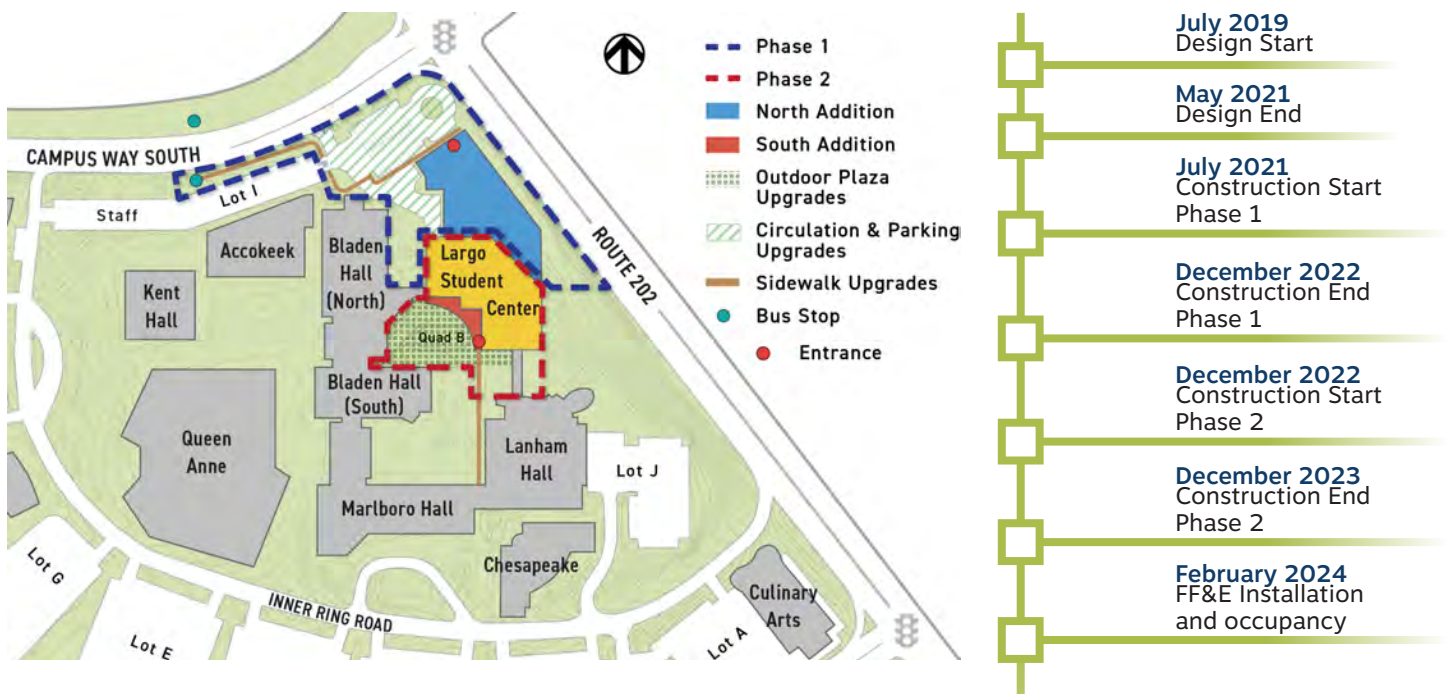 CAMPUS WAY SOUTH
Lot I
Staff
Accokeek
Bladen
Hall
(North)
Largo
Student
Center
Kent
Hall
Quad B
Bladen Hall
(South)
Queen
Anne
Lanham
Hall
Lot J
Marlboro Hall
Chesapeake
Culinary
Arts
Lot G
INNER RING ROAD
Lot E
Lot A
ROUTE 202
Phase 1
Phase 2
North Addition
South Addition
Outdoor Plaza
Upgrades
Circulation & Parking
Upgrades
Sidewalk Upgrades
Bus Stop
Entrance
July 2019
Design Start
May 2021
Design End
July 2021
Construction Start
Phase 1
December 2022
Construction End
Phase 1
December 2022
Construction Start
Phase 2
December 2023
Construction End
Phase 2
February 2024
FF&E Installation
and occupancy